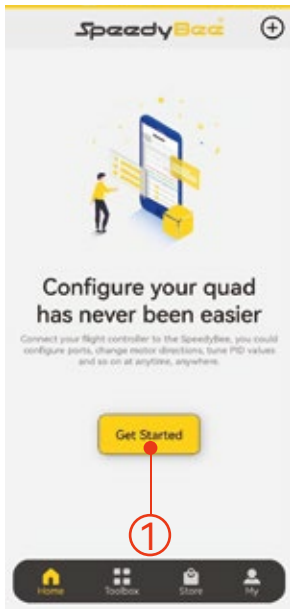 SpeedyBee
Configure your quad
has never been easier
Connect your flight controller to the SpeedyBee, you could
configure ports, change motor directions, tune PID values
and so on at anytime, anywhere.
Get Started
1
Home Toolbox Store My